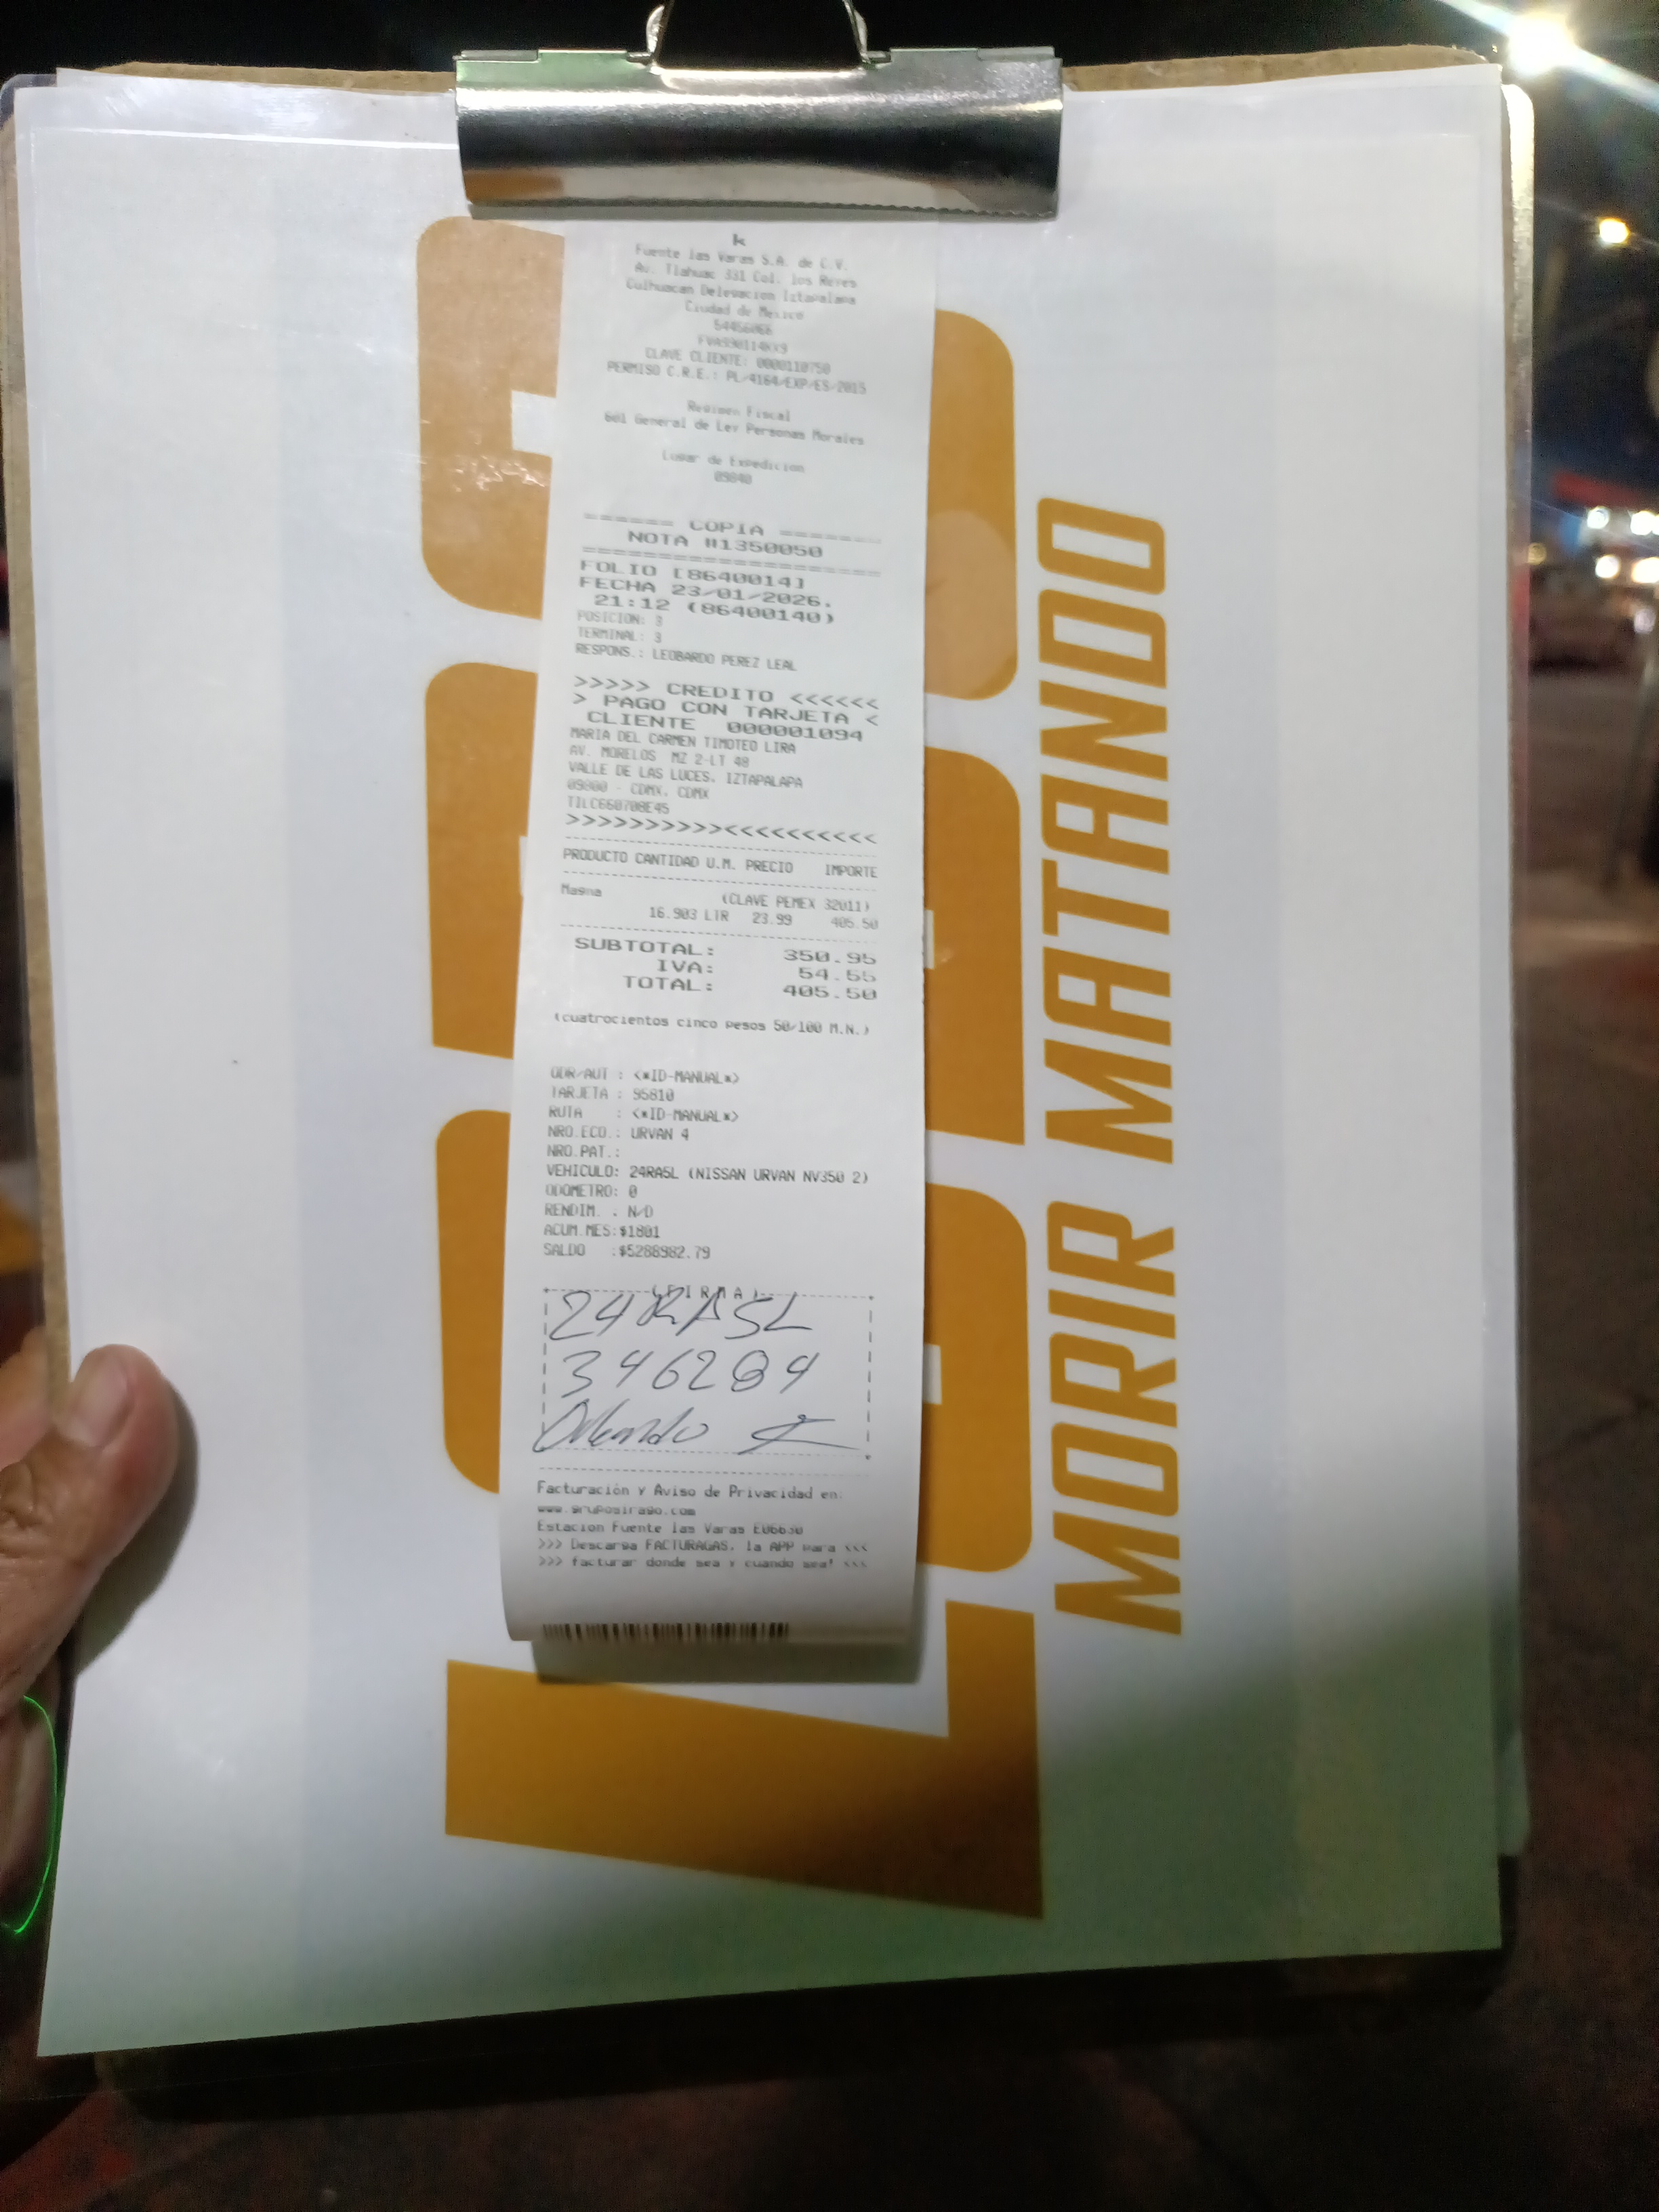 k
Fuente las Varas S.A. de C.V.
Av. Tlahuac 331 Col. los Reyes
Culhuacan Delegacion Iztapalapa
Ciudad de Mexico
54456066
CLAVE CLIENTE: 0000110750
PERMISO C.R.E.: PL/4164/EXP/ES/2015
Regimen Fiscal
601 General de Ley Personas Morales
Lugar de Expedicion
09840
====== COPIA =======
NOTA #1350050
=======================
FOLIO [8640014]
FECHA 23/01/2026.
21:12 (86400140)
POSICION: 3
TERMINAL: 3
RESPONS.: LEOBARDO PEREZ LEAL
>>>>> CREDITO <<<<<<
> PAGO CON TARJETA <
CLIENTE 000001094
MARIA DEL CARMEN TIMOTEO LIRA
AV. MORELOS MZ 2-LT 48
VALLE DE LAS LUCES. IZTAPALAPA
09800 - CDMX. CDMX
TILC660708E45
>>>>>>>>>><<<<<<<<<<
PRODUCTO CANTIDAD U.M. PRECIO IMPORTE
Magna (CLAVE PEMEX 32011)
16.903 LTR 23.99 405.50
SUBTOTAL: 350.95
IVA: 54.55
TOTAL: 405.50
(cuatrocientos cinco pesos 50/100 M.N.)
ODR/AUT : <*ID-MANUAL*>
TARJETA : 95810
RUTA : <*ID-MANUAL*>
NRO.ECO.: URVAN 4
NRO.PAT.:
VEHICULO: 24RA5L (NISSAN URVAN NV350 2)
ODOMETRO: 0
RENDIM. . N/D
ACUM.MES:$1801
SALDO :$5288982.79
(FIRMA)
24RA5L
346284
Facturación y Aviso de Privacidad en:
www.gruposirago.com
Estacion Fuente las Varas E06630
>>> Descarga FACTURAGAS. la APP para <<<
>>> facturar donde sea y cuando sea! <<<
MORIR MATANDO